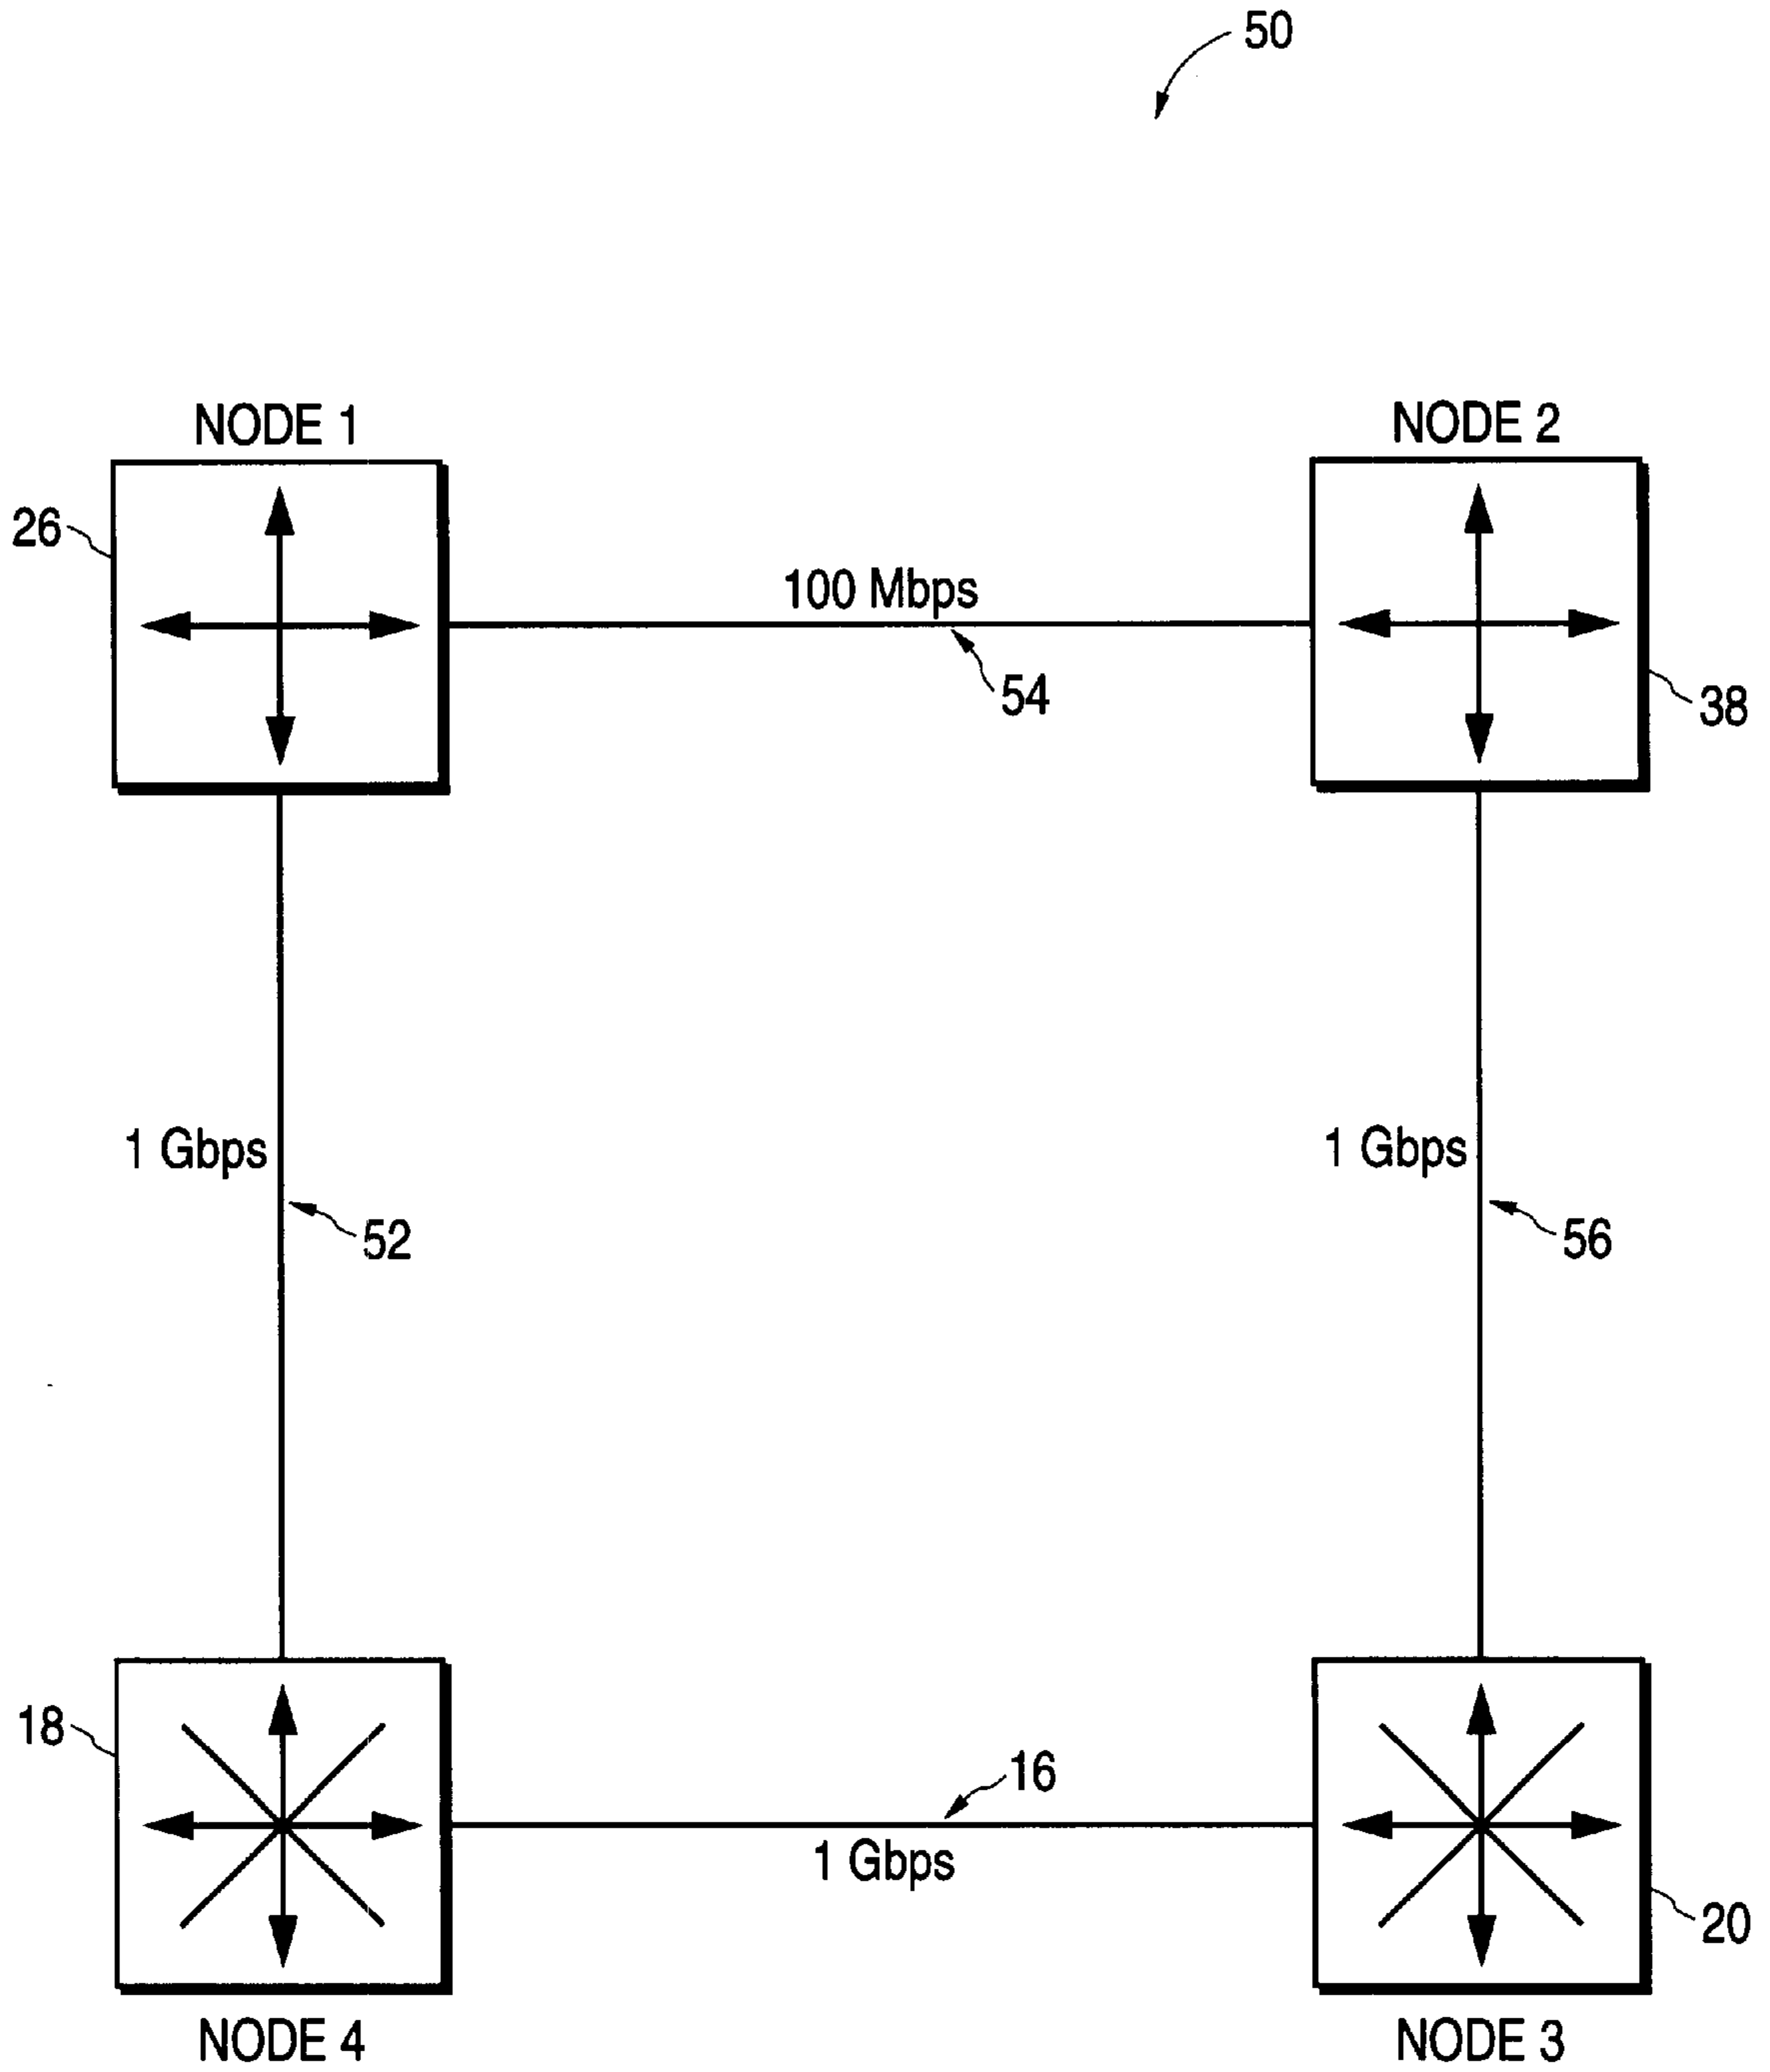 50
NODE 1
NODE 2
26
100 Mbps
54
38
1 Gbps
1 Gbps
52
56
18
16
1 Gbps
20
NODE 4
NODE 3